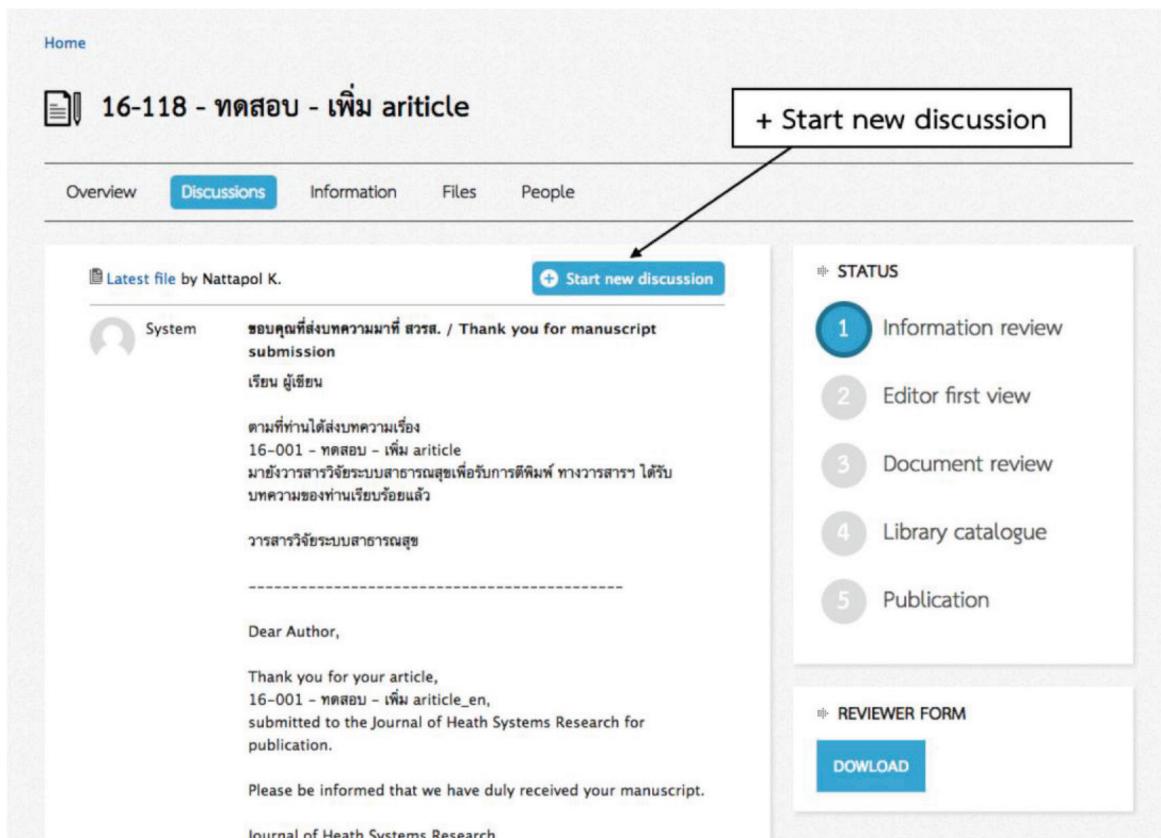 Home
16-118 - ทดสอบ - เพิ่ม ariticle
+ Start new discussion
Overview Discussions Information Files People
Latest file by Nattapol K.
Start new discussion
System
ขอบคุณที่ส่งบทความมาที่ สวรส. / Thank you for manuscript
submission
เรียน ผู้เขียน
ตามที่ท่านได้ส่งบทความเรื่อง
16-001 - ทดสอบ - เพิ่ม ariticle
มายังวารสารวิจัยระบบสาธารณสุขเพื่อรับการตีพิมพ์ ทางวารสารฯ ได้รับ
บทความของท่านเรียบร้อยแล้ว
วารสารวิจัยระบบสาธารณสุข
--------------------------------------------
Dear Author,
Thank you for your article,
16-001 - ทดสอบ - เพิ่ม ariticle_en,
submitted to the Journal of Heath Systems Research for
publication.
Please be informed that we have duly received your manuscript.
Journal of Heath Systems Research
STATUS
1 Information review
2 Editor first view
3 Document review
4 Library catalogue
5 Publication
REVIEWER FORM
DOWLOAD